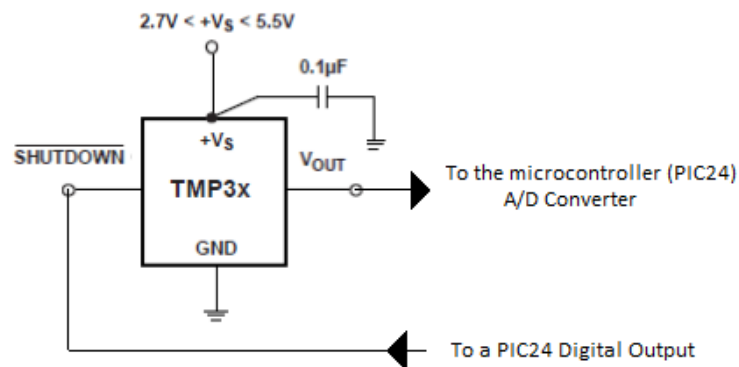 2.7V < +Vs < 5.5V
0.1µF
+Vs
SHUTDOWN
VOUT
TMP3x
GND
To the microcontroller (PIC24)
A/D Converter
To a PIC24 Digital Output